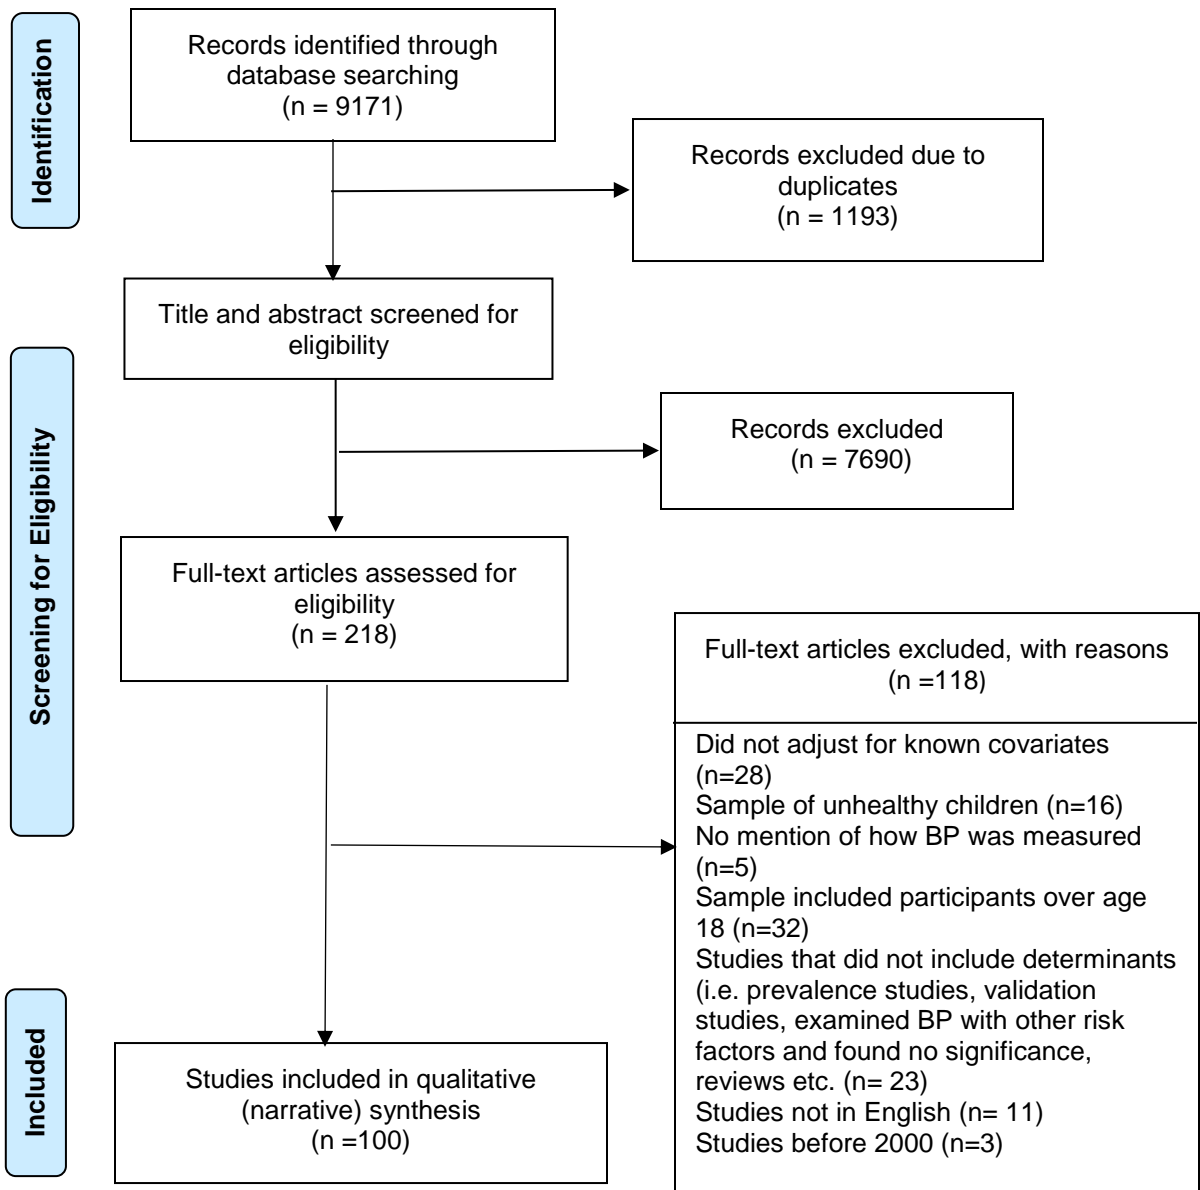 Identification
Records identified through
database searching
(n = 9171)
Records excluded due to
duplicates
(n = 1193)
Title and abstract screened for
eligibility
Screening for Eligibility
Records excluded
(n = 7690)
Full-text articles assessed for
eligibility
(n = 218)
Full-text articles excluded, with reasons
(n =118)
Did not adjust for known covariates
(n=28)
Sample of unhealthy children (n=16)
No mention of how BP was measured
(n=5)
Sample included participants over age
18 (n=32)
Studies that did not include determinants
(i.e. prevalence studies, validation
studies, examined BP with other risk
factors and found no significance,
reviews etc. (n= 23)
Studies not in English (n= 11)
Studies before 2000 (n=3)
Included
Studies included in qualitative
(narrative) synthesis
(n =100)